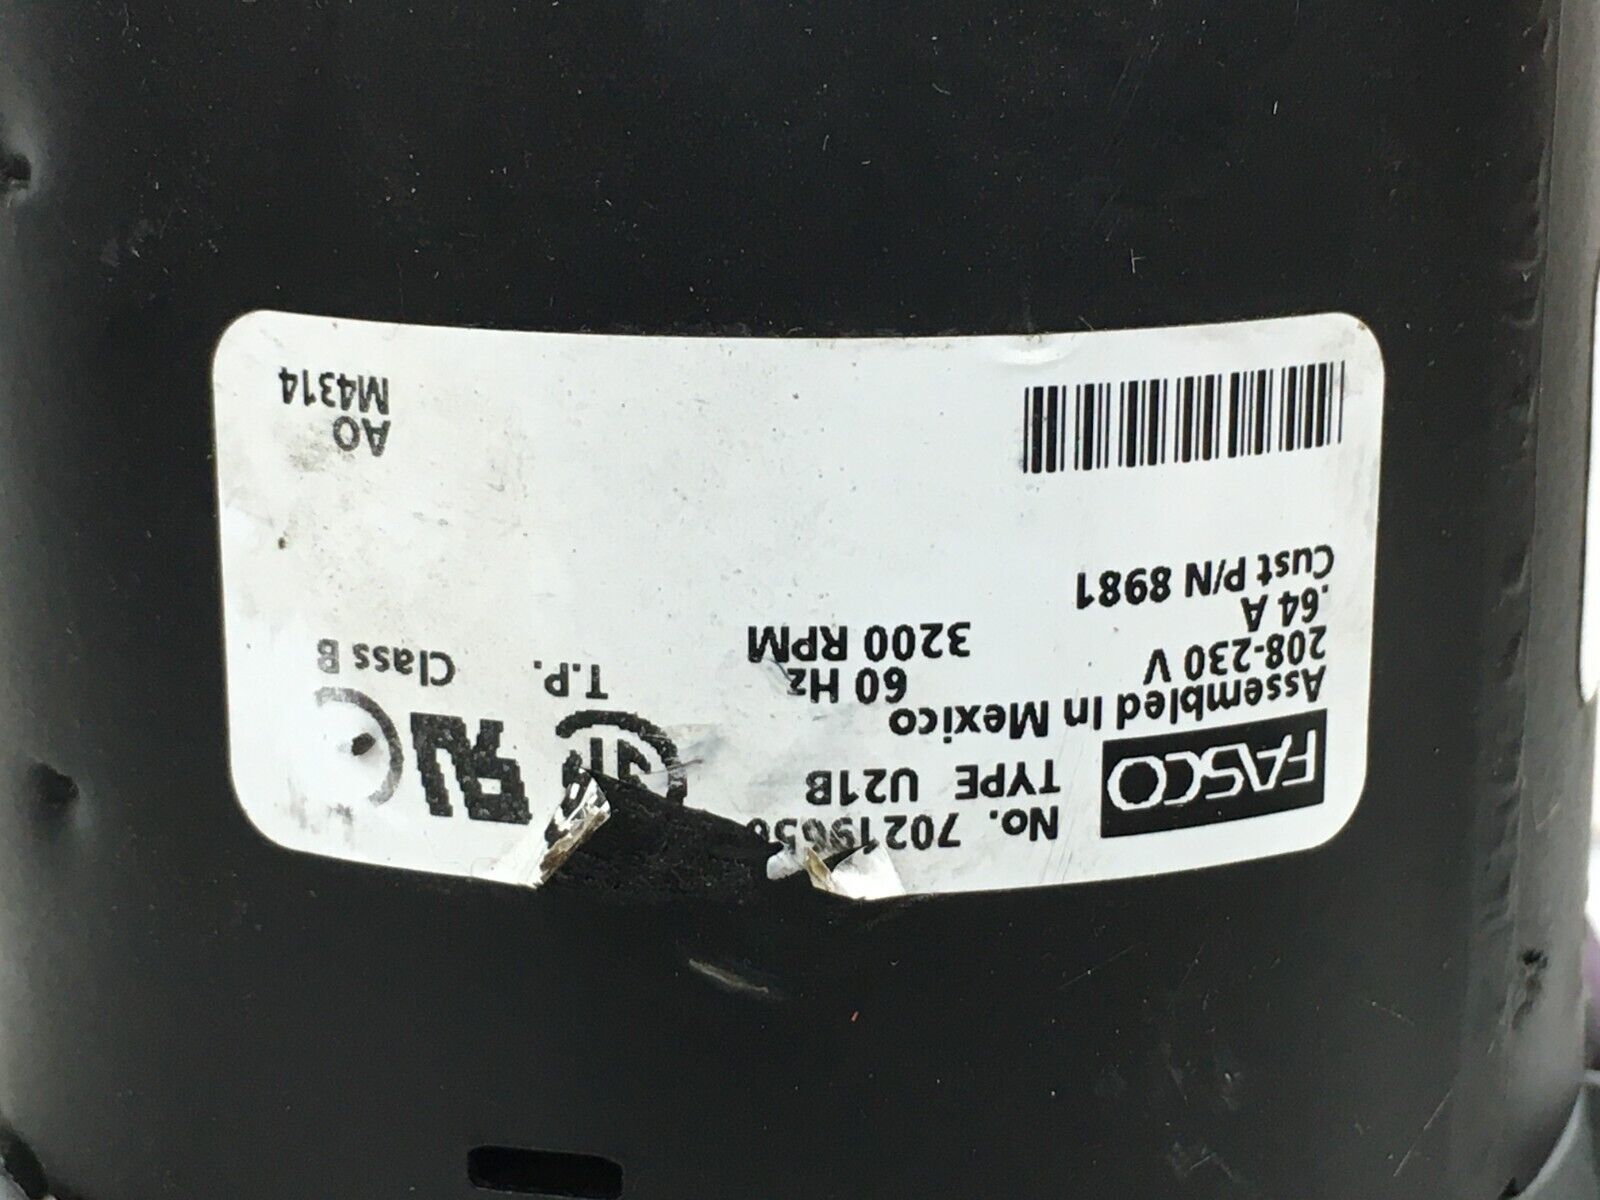 FASCO
No.
TYPE U21B
Assembled In Mexico
208-230 V 60 Hz
.64 A 3200 RPM
Cust P/N 8981
T.P. Class B
AO
M4314